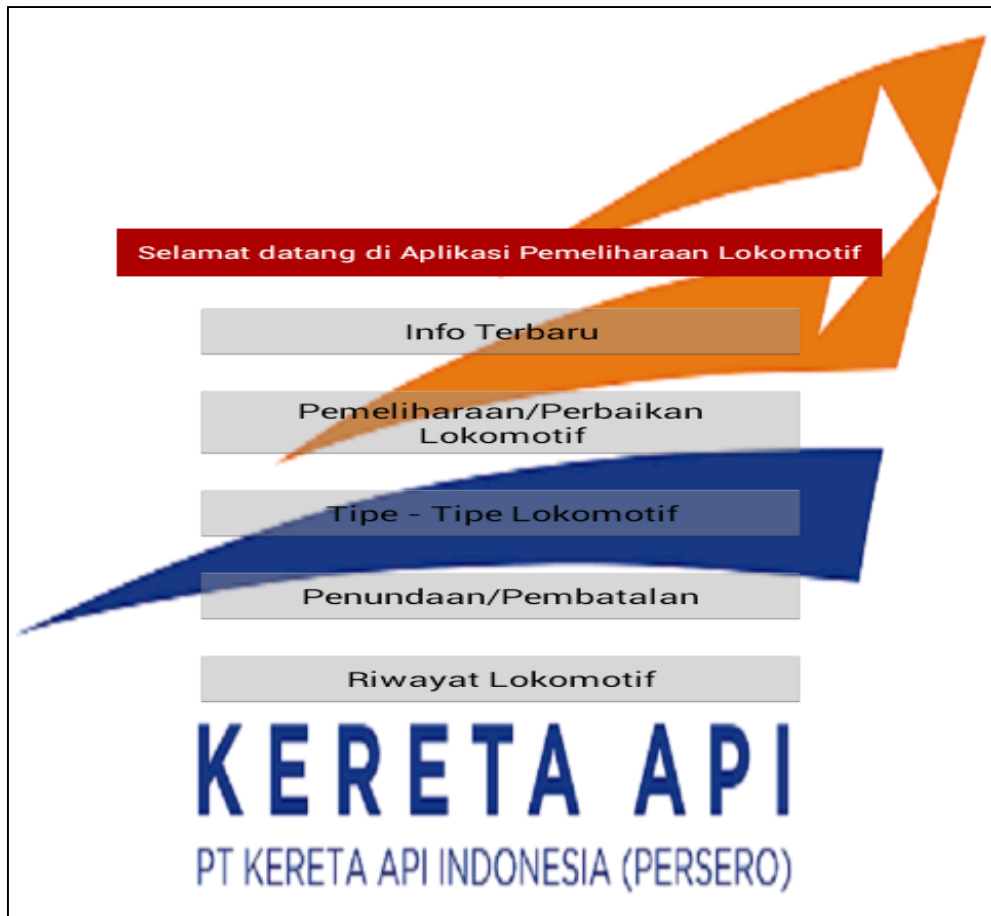 Selamat datang di Aplikasi Pemeliharaan Lokomotif
Info Terbaru
Pemeliharaan/Perbaikan
Lokomotif
Tipe - Tipe Lokomotif
Penundaan/Pembatalan
Riwayat Lokomotif
KERETA API
PT KERETA API INDONESIA (PERSERO)